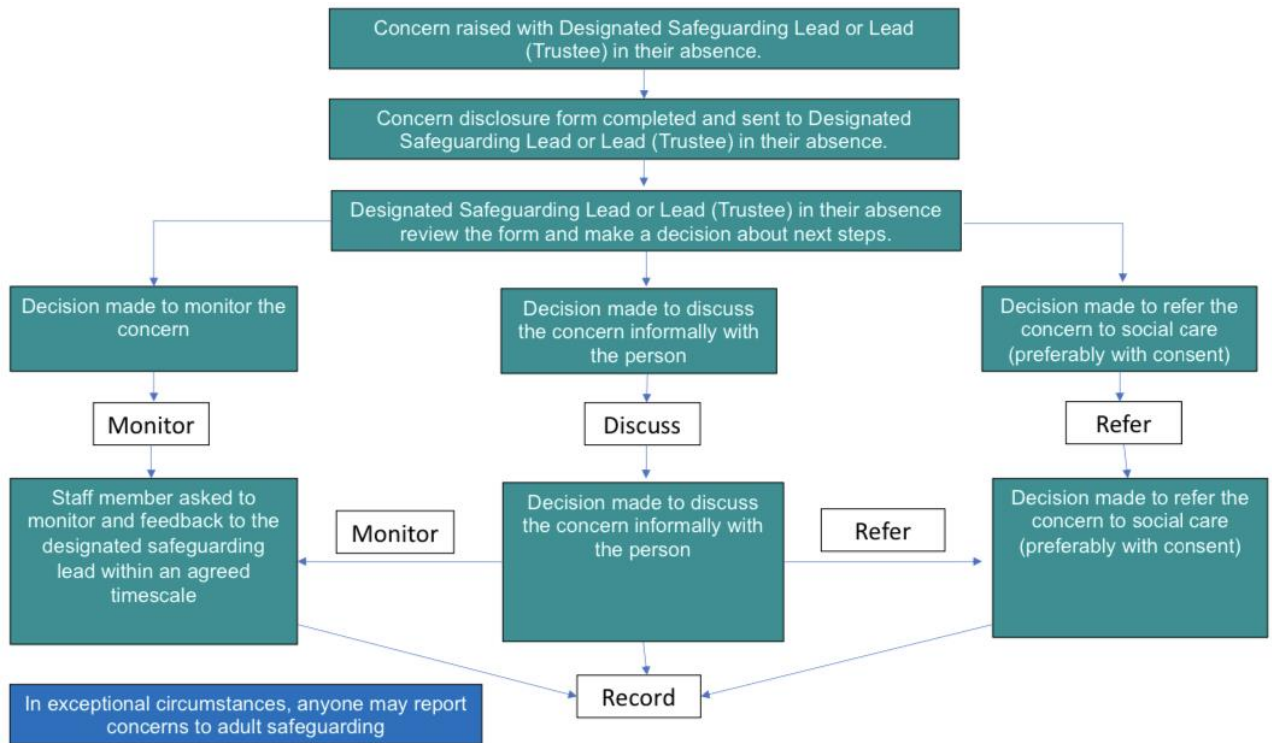 Concern raised with Designated Safeguarding Lead or Lead
(Trustee) in their absence.
Concern disclosure form completed and sent to Designated
Safeguarding Lead or Lead (Trustee) in their absence.
Designated Safeguarding Lead or Lead (Trustee) in their absence
review the form and make a decision about next steps.
Decision made to monitor the
concern
Decision made to discuss
the concern informally with
the person
Decision made to refer the
concern to social care
(preferably with consent)
Monitor
Discuss
Refer
Staff member asked to
monitor and feedback to the
designated safeguarding
lead within an agreed
timescale
Monitor
Decision made to discuss
the concern informally with
the person
Refer
Decision made to refer the
concern to social care
(preferably with consent)
Record
In exceptional circumstances, anyone may report
concerns to adult safeguarding